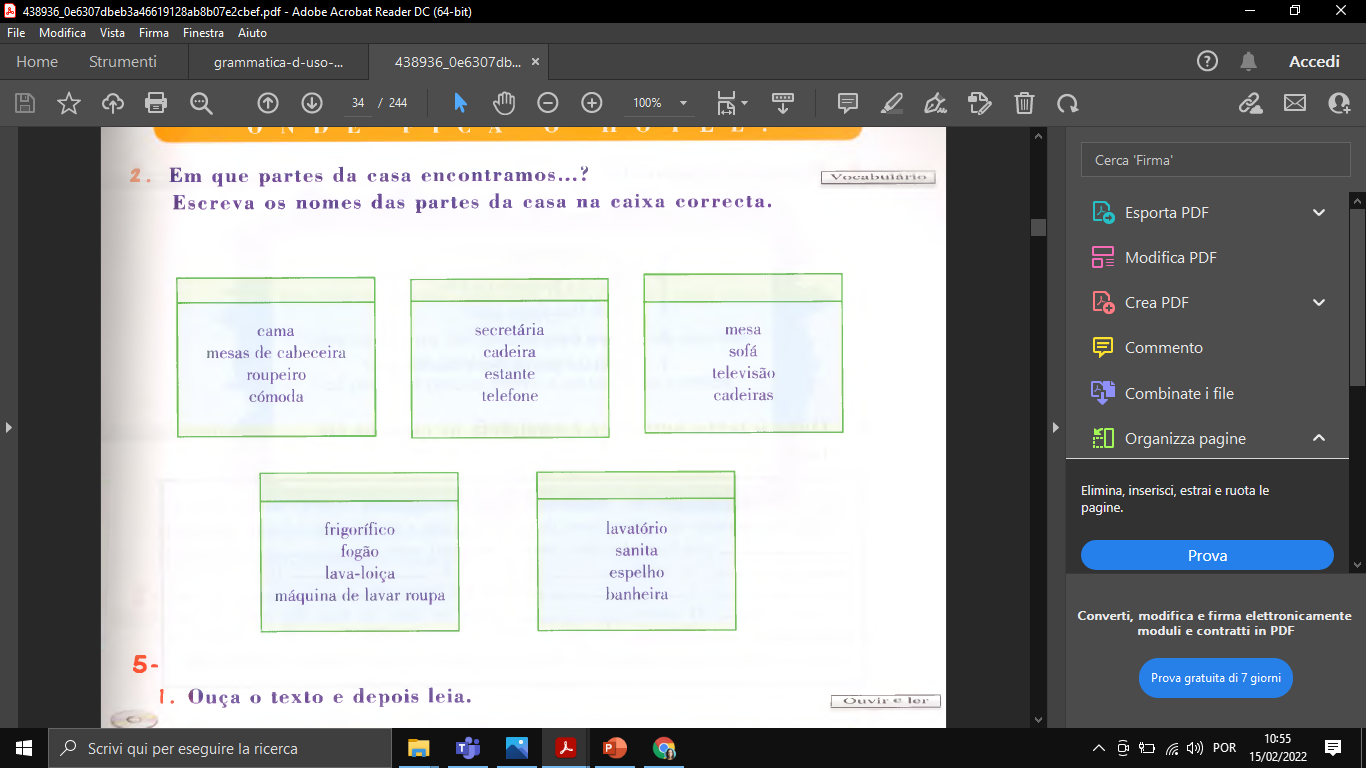 438936_0e6307dbeb3a46619128ab8b07e2cbef.pdf - Adobe Acrobat Reader DC (64-bit)
File Modifica Vista Firma Finestra Aiuto
Home Strumenti grammatica-d-uso-... 438936_0e6307db... × Accedi
34 / 244 100%
ONDE FICA O HOTEL?
2. Em que partes da casa encontramos...?
Vocabulário
Escreva os nomes das partes da casa na caixa correcta.
cama
mesas de cabeceira
roupeiro
cómoda
secretária
cadeira
estante
telefone
mesa
sofá
televisão
cadeiras
frigorífico
fogão
lava-loiça
máquina de lavar roupa
lavatório
sanita
espelho
banheira
5-
1. Ouça o texto e depois leia.
Ouvir e ler
Cerca 'Firma'
Esporta PDF
Modifica PDF
Crea PDF
Commento
Combinate i file
Organizza pagine
Elimina, inserisci, estrai e ruota le
pagine.
Prova
Converti, modifica e firma elettronicamente
moduli e contratti in PDF
Prova gratuita di 7 giorni
Scrivi qui per eseguire la ricerca
POR
10:55
15/02/2022